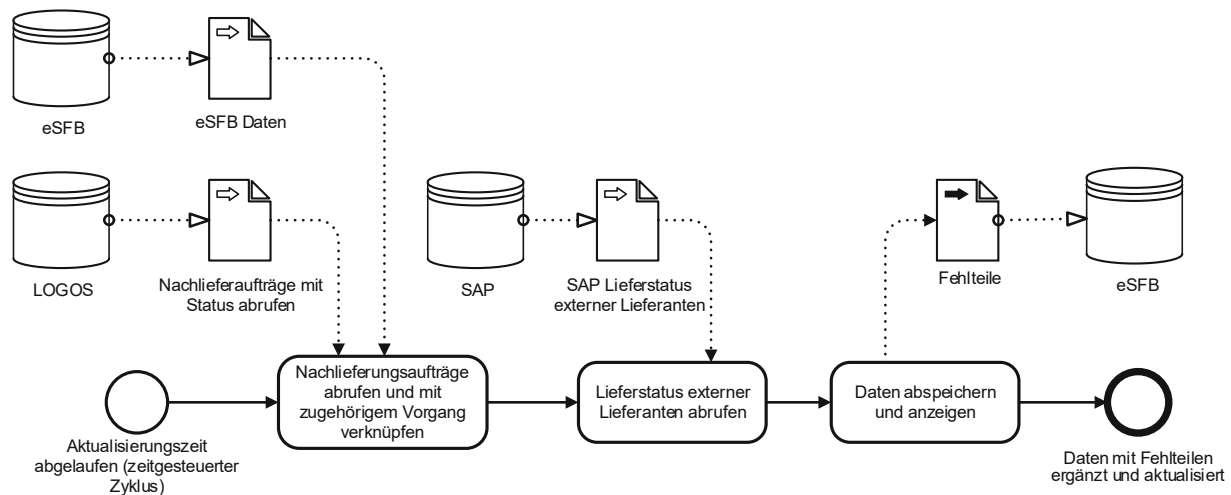 eSFB
eSFB Daten
LOGOS
Nachlieferaufträge mit
Status abrufen
SAP
SAP Lieferstatus
externer Lieferanten
Fehlteile
eSFB
Aktualisierungszeit
abgelaufen (zeitgesteuerter
Zyklus)
Nachlieferungsaufträge
abrufen und mit
zugehörigem Vorgang
verknüpfen
Lieferstatus externer
Lieferanten abrufen
Daten abspeichern
und anzeigen
Daten mit Fehlteilen
ergänzt und aktualisiert